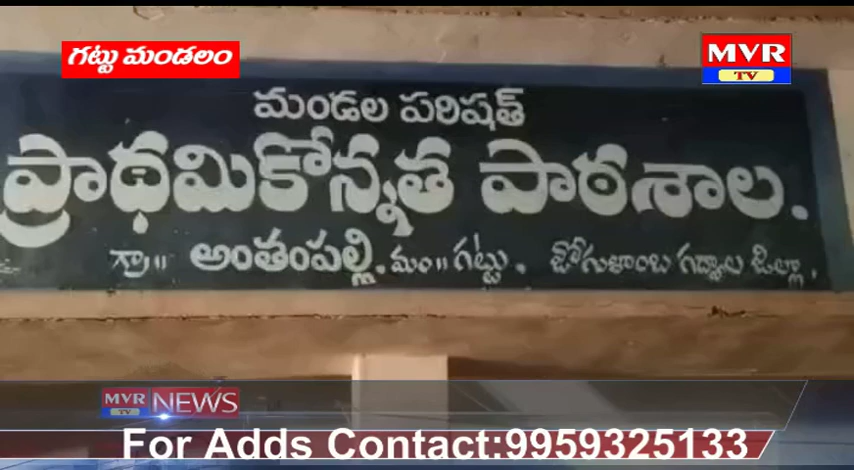 గట్టు మండలం
MVR
TV
మండల పరిషత్
ప్రాథమికోన్నత పాఠశాల.
గ్రా॥ అంతంపల్లి. మం॥ గట్టు. జోగుళాంబ గద్వాల జిల్లా.
MVR
TV
NEWS
For Adds Contact:9959325133